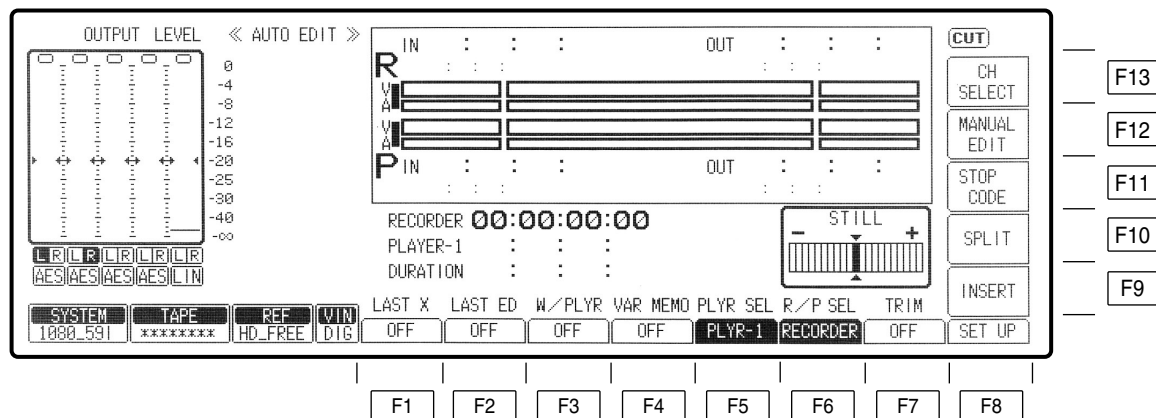 OUTPUT LEVEL
≪ AUTO EDIT ≫
0
-4
-8
-12
-16
-20
-25
-30
-40
-∞
L R L R L R L R L R
AES AES AES AES LIN
SYSTEM TAPE REF VIN
1080_59I ******** HD_FREE DIG
IN : : : OUT : : :
R : : : : : :
V
A
V
A
P IN : : : OUT : : :
: : : : : :
RECORDER 00:00:00:00
PLAYER-1 : : :
DURATION : : :
STILL
- +
LAST X LAST ED W/PLYR VAR MEMO PLYR SEL R/P SEL TRIM
OFF OFF OFF OFF PLYR-1 RECORDER OFF
CUT
CH
SELECT
MANUAL
EDIT
STOP
CODE
SPLIT
INSERT
SET UP
F13
F12
F11
F10
F9
F1 F2 F3 F4 F5 F6 F7 F8